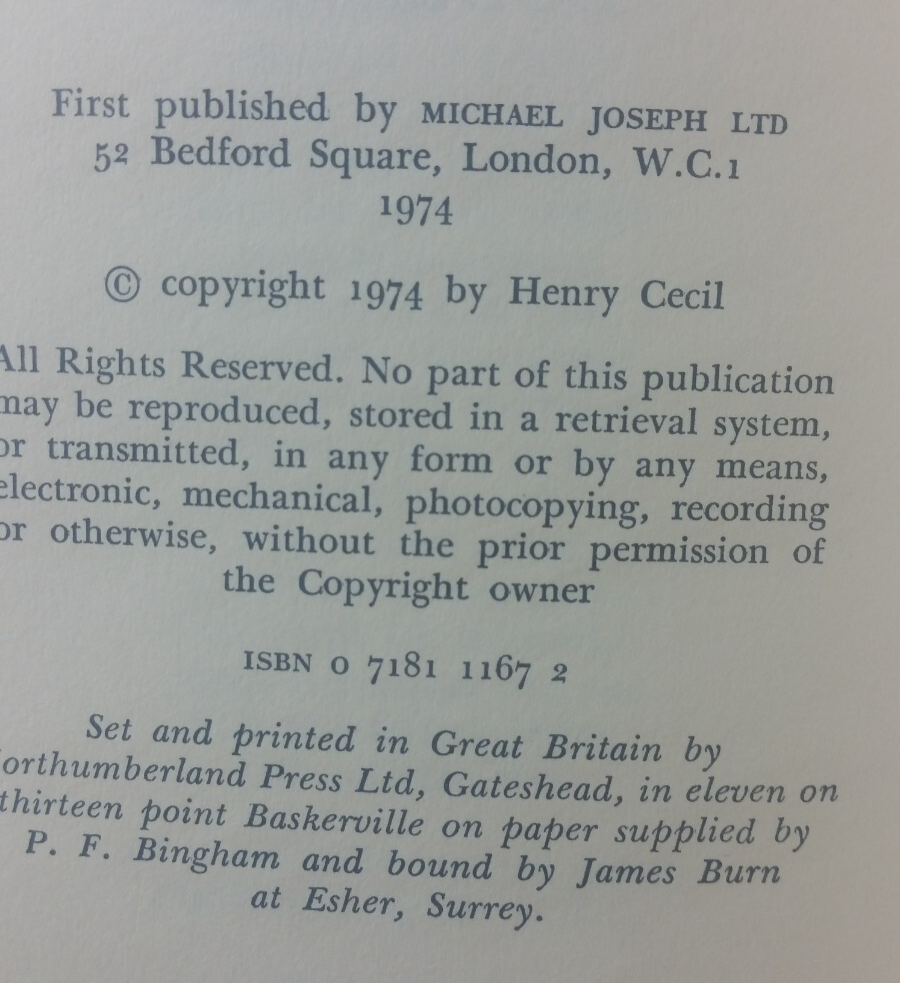 First published by MICHAEL JOSEPH LTD
52 Bedford Square, London, W.C.1
1974
© copyright 1974 by Henry Cecil
All Rights Reserved. No part of this publication
may be reproduced, stored in a retrieval system,
or transmitted, in any form or by any means,
electronic, mechanical, photocopying, recording
or otherwise, without the prior permission of
the Copyright owner
ISBN 0 7181 1167 2
Set and printed in Great Britain by
orthumberland Press Ltd, Gateshead, in eleven on
thirteen point Baskerville on paper supplied by
P. F. Bingham and bound by James Burn
at Esher, Surrey.